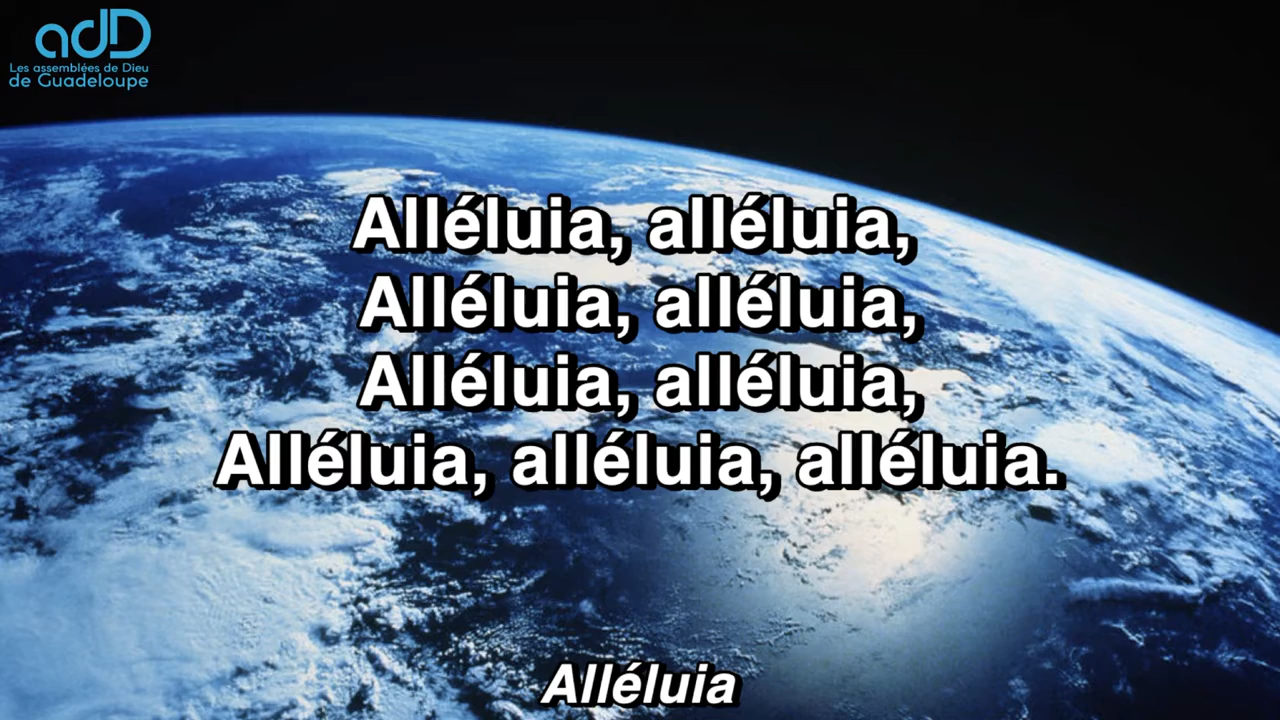 adD
Les assemblées de Dieu
de Guadeloupe
Alléluia, alléluia,
Alléluia, alléluia,
Alléluia, alléluia,
Alléluia, alléluia, alléluia.
Alléluia